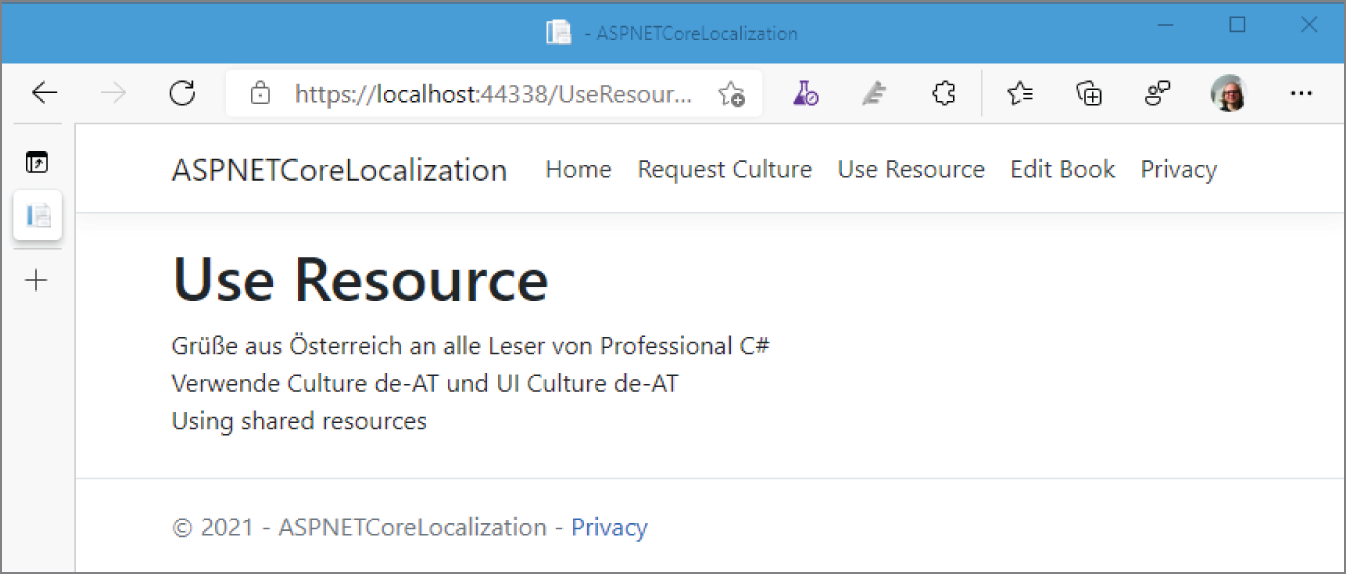 - ASPNETCoreLocalization
https://localhost:44338/UseResour...
ASPNETCoreLocalization Home Request Culture Use Resource Edit Book Privacy
Use Resource
Grüße aus Österreich an alle Leser von Professional C#
Verwende Culture de-AT und UI Culture de-AT
Using shared resources
© 2021 - ASPNETCoreLocalization - Privacy